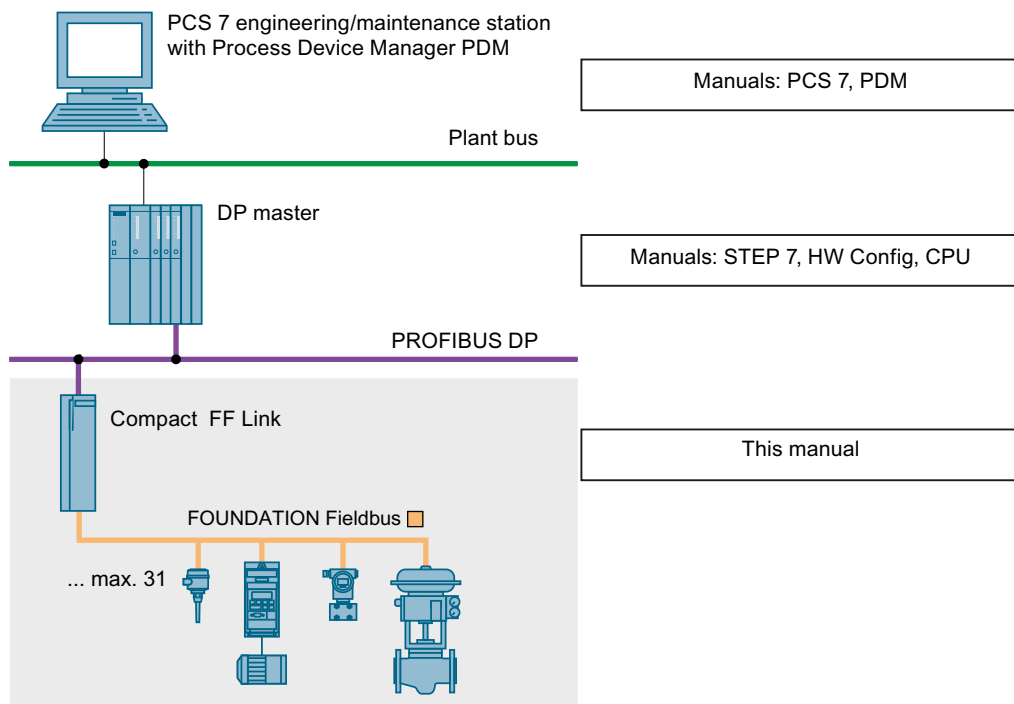 PCS 7 engineering/maintenance station
with Process Device Manager PDM
Manuals: PCS 7, PDM
Plant bus
DP master
Manuals: STEP 7, HW Config, CPU
PROFIBUS DP
Compact FF Link
This manual
FOUNDATION Fieldbus
... max. 31